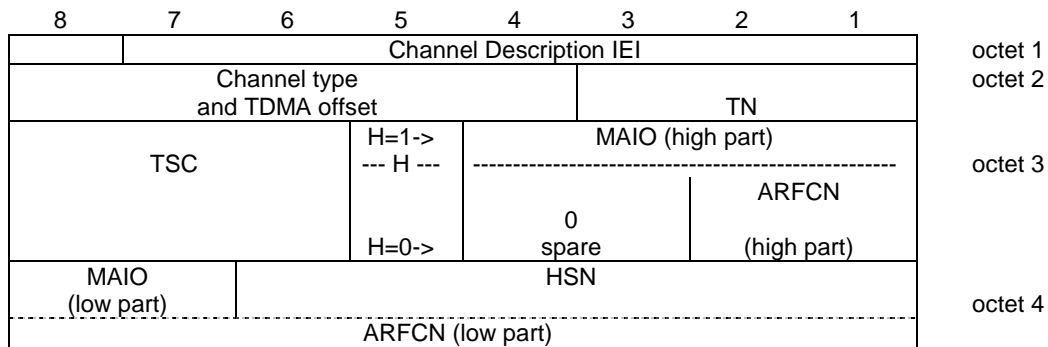 8 7 6 5 4 3 2 1
Channel Description IEI octet 1
Channel type octet 2
and TDMA offset TN
H=1-> MAIO (high part)
TSC --- H --- ---------------------------------------------------- octet 3
ARFCN
0
H=0-> spare (high part)
MAIO HSN
(low part) octet 4
ARFCN (low part)